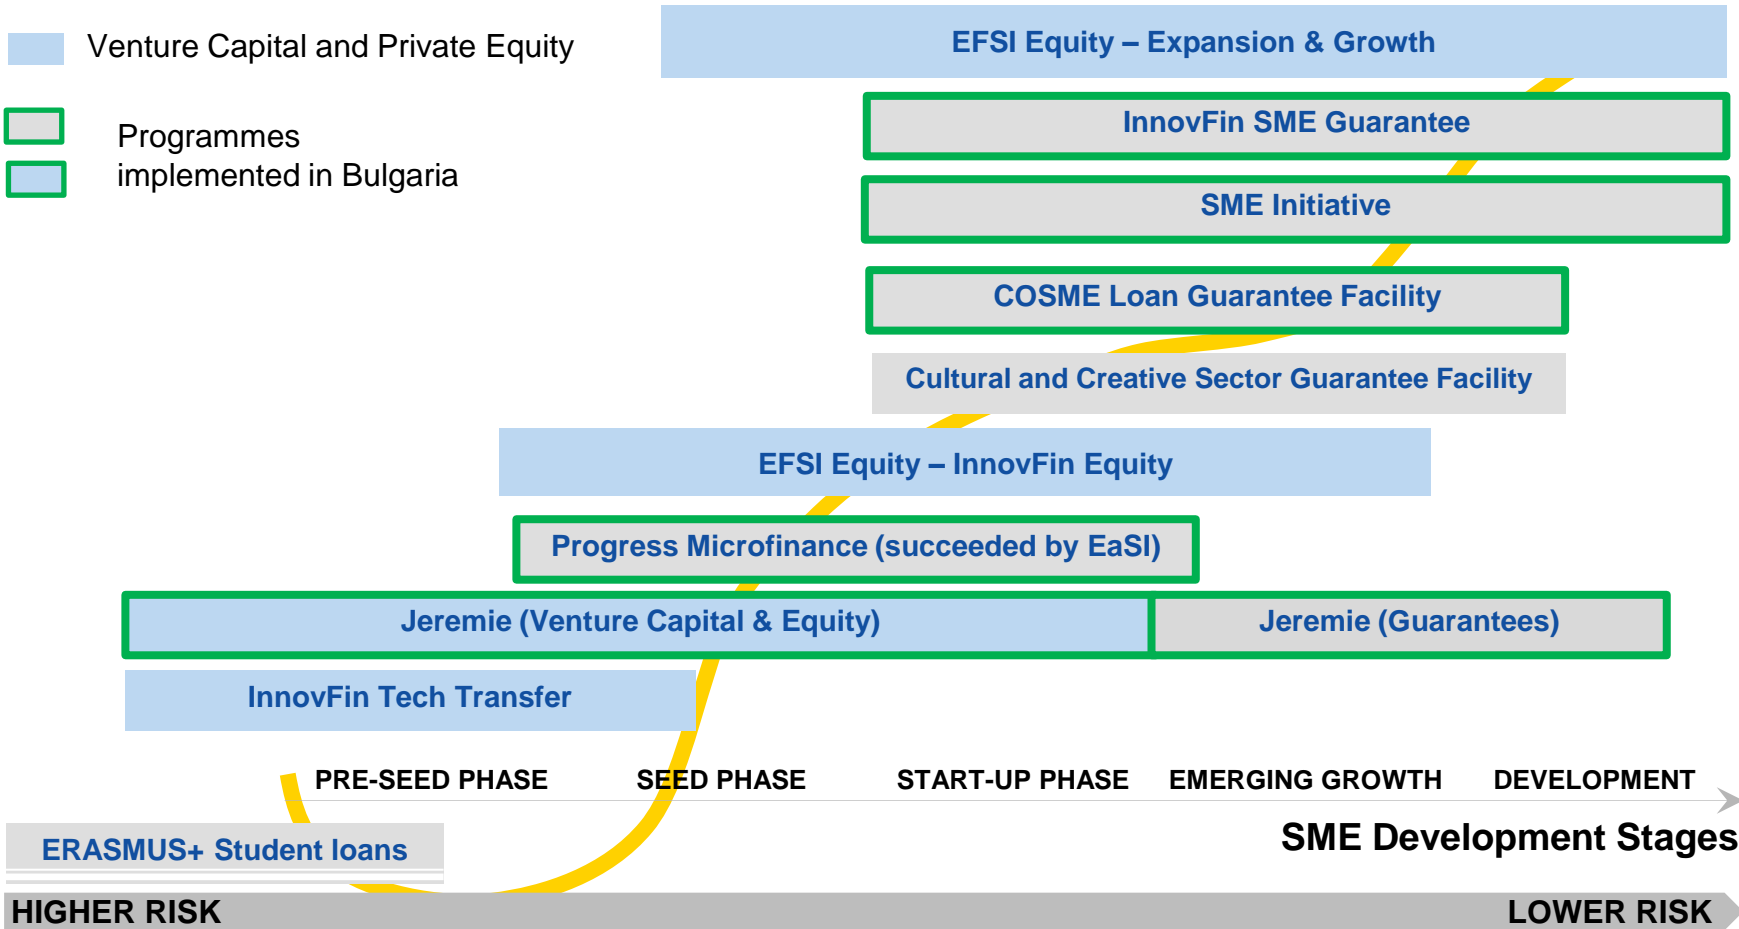 Venture Capital and Private Equity
Programmes
implemented in Bulgaria
EFSI Equity – Expansion & Growth
InnovFin SME Guarantee
SME Initiative
COSME Loan Guarantee Facility
Cultural and Creative Sector Guarantee Facility
EFSI Equity – InnovFin Equity
Progress Microfinance (succeeded by EaSI)
Jeremie (Venture Capital & Equity)
Jeremie (Guarantees)
InnovFin Tech Transfer
PRE-SEED PHASE
SEED PHASE
START-UP PHASE
EMERGING GROWTH
DEVELOPMENT
SME Development Stages
ERASMUS+ Student loans
HIGHER RISK
LOWER RISK